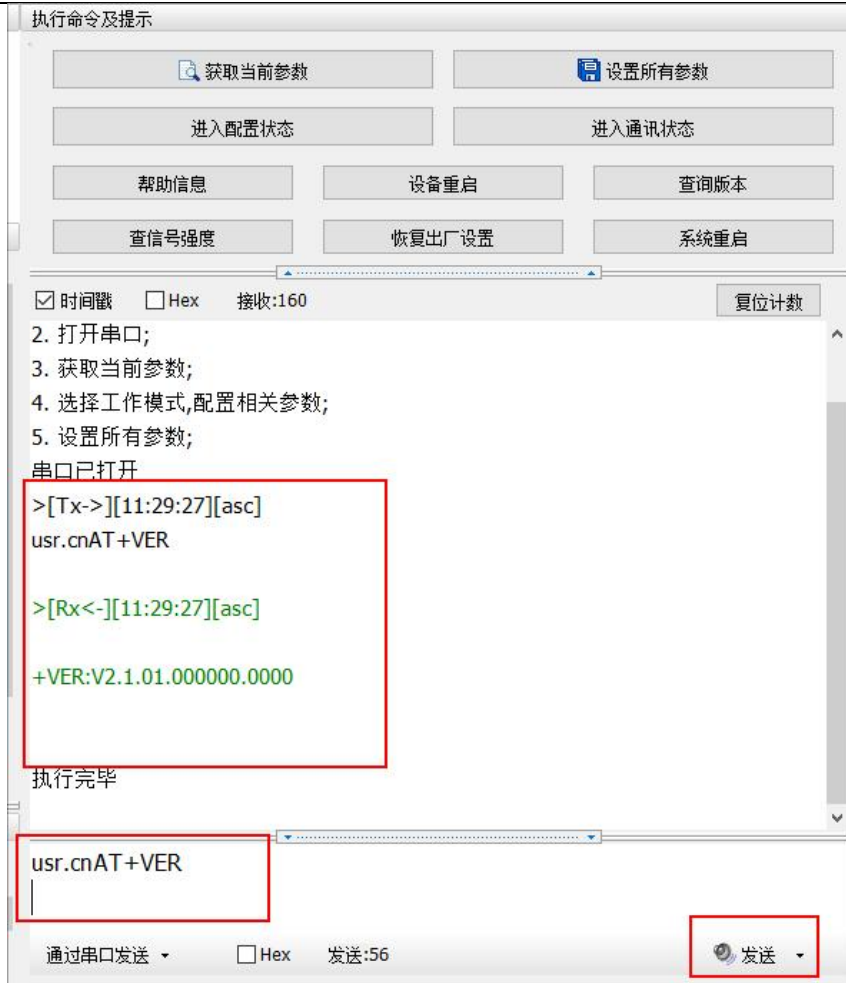 执行命令及提示
获取当前参数
设置所有参数
进入配置状态
进入通讯状态
帮助信息
设备重启
查询版本
查信号强度
恢复出厂设置
系统重启
时间戳
Hex
接收:160
复位计数
2. 打开串口;
3. 获取当前参数;
4. 选择工作模式,配置相关参数;
5. 设置所有参数;
串口已打开
>[Tx->][11:29:27][asc]
usr.cnAT+VER
>[Rx<-][11:29:27][asc]
+VER:V2.1.01.000000.0000
执行完毕
usr.cnAT+VER
通过串口发送
Hex
发送:56
发送